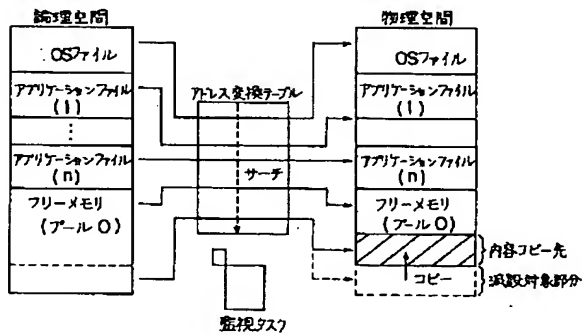 論理空間
OSファイル
アプリケーションファイル
(1)
⋮
アプリケーションファイル
(n)
フリーメモリ
(プール0)
アドレス変換テーブル
サーチ
監視タスク
物理空間
OSファイル
アプリケーションファイル
(1)
アプリケーションファイル
(n)
フリーメモリ
(プール0)
内容コピー先
コピー
減設対象部分